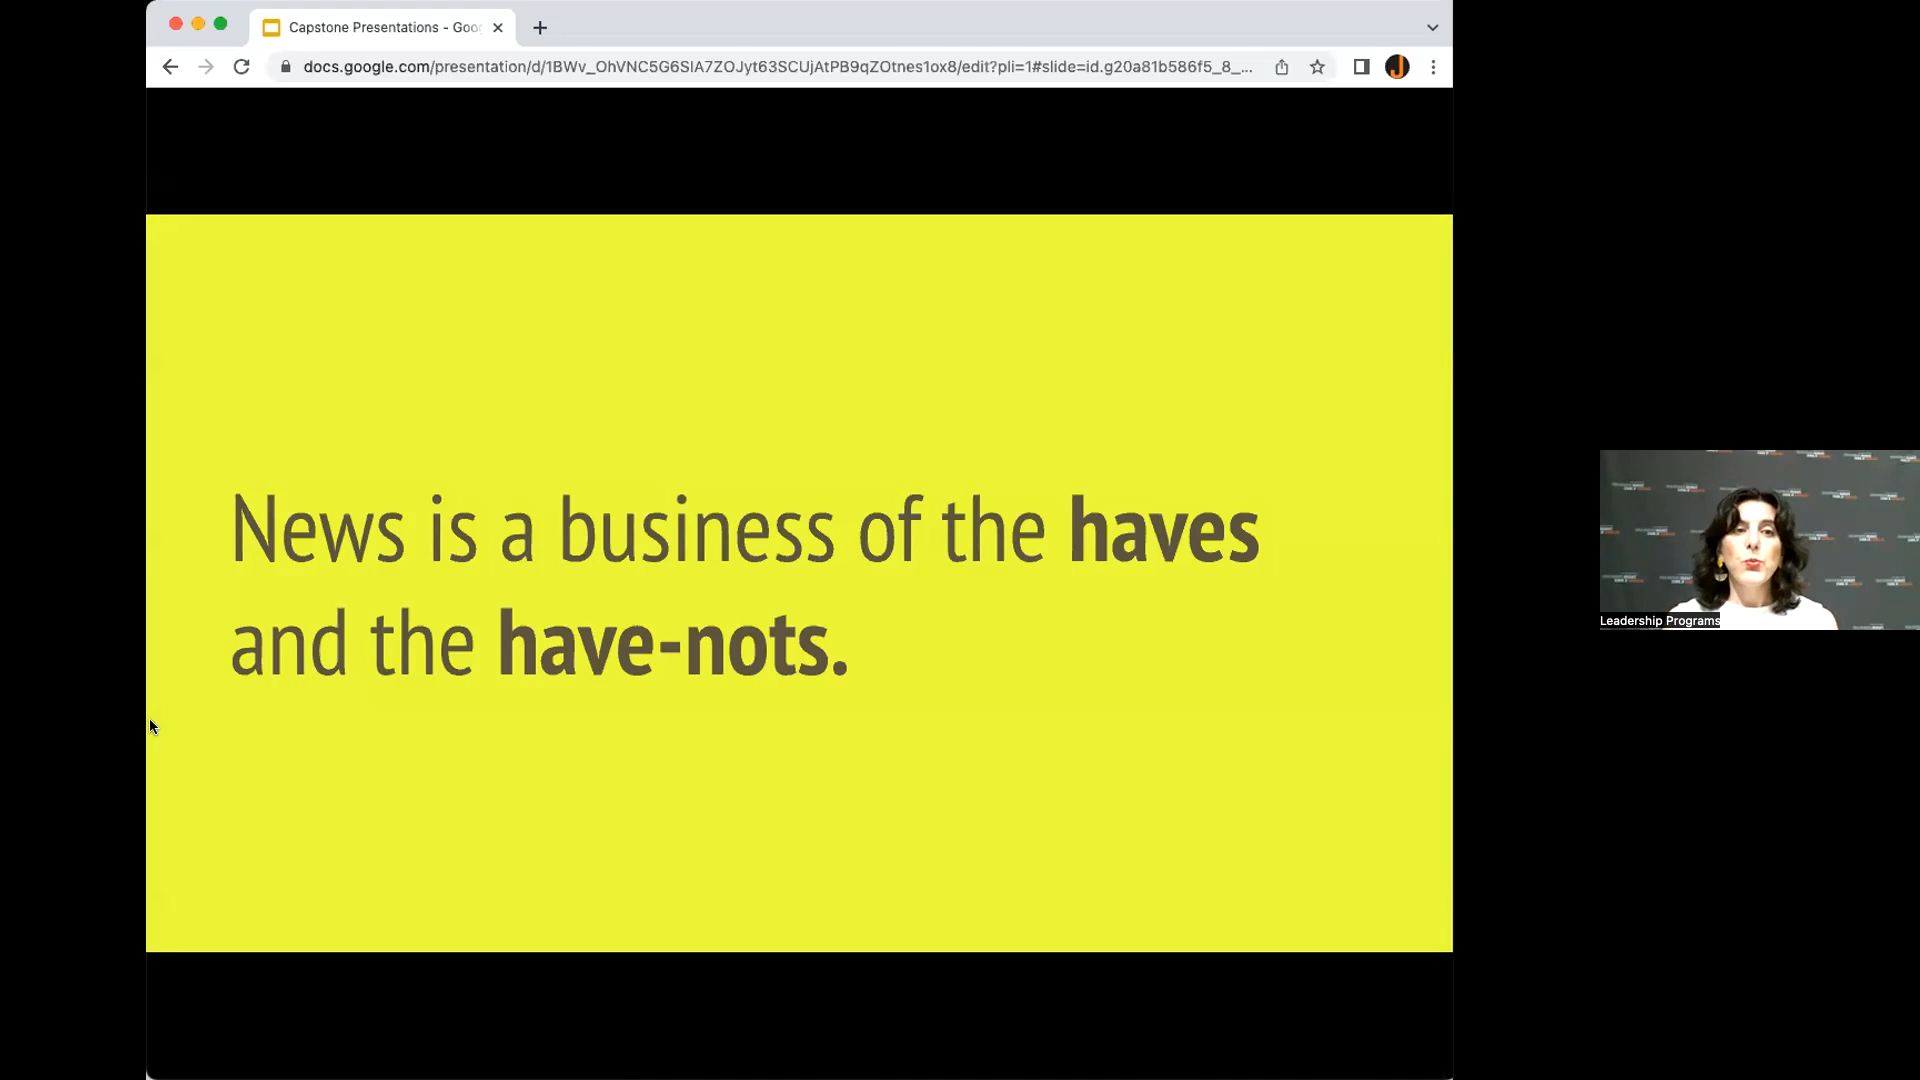 Capstone Presentations - Goo
docs.google.com/presentation/d/1BWv_OhVNC5G6SlA7ZOJyt63SCUjAtPB9qZOtnes1ox8/edit?pli=1#slide=id.g20a81b586f5_8_...
News is a business of the haves
and the have-nots.
Leadership Programs